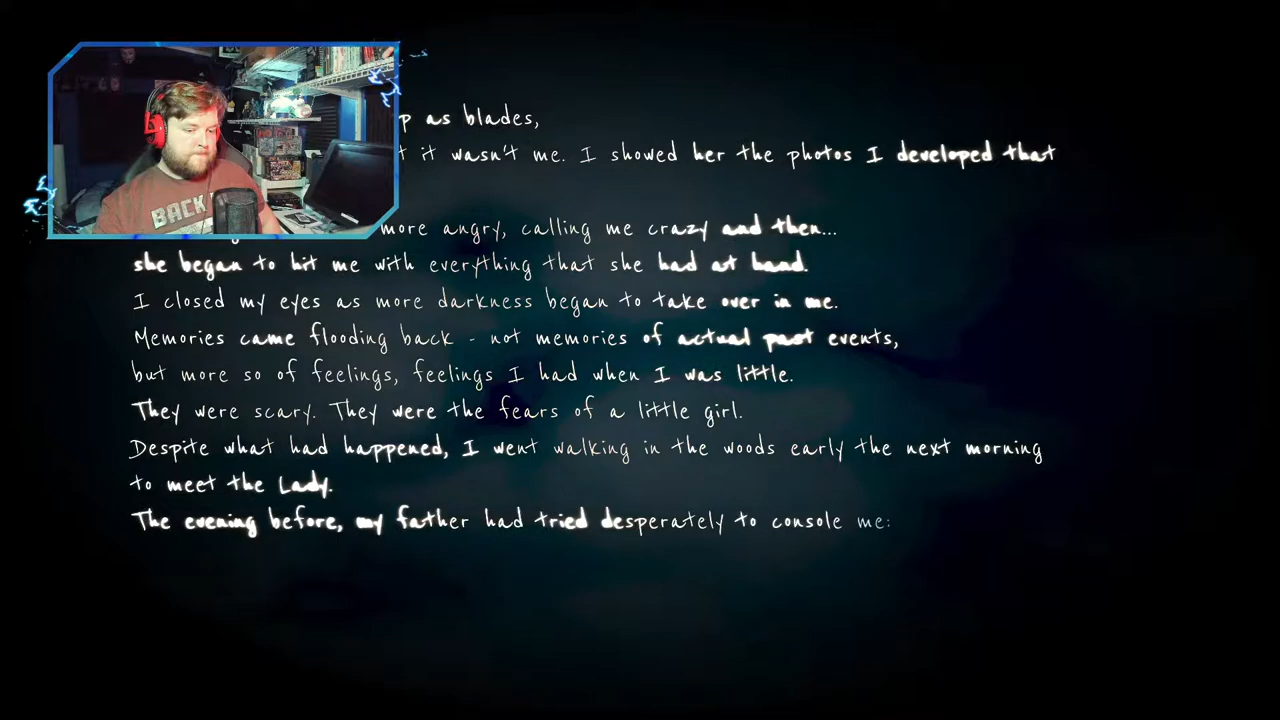 BACK
as blades,
it wasn't me. I showed her the photos I developed that
more angry, calling me crazy and then...
she began to hit me with everything that she had at hand.
I closed my eyes as more darkness began to take over in me.
Memories came flooding back - not memories of actual past events,
but more so of feelings, feelings I had when I was little.
They were scary. They were the fears of a little girl.
Despite what had happened, I went walking in the woods early the next morning
to meet the Lady.
The evening before, my father had tried desperately to console me: